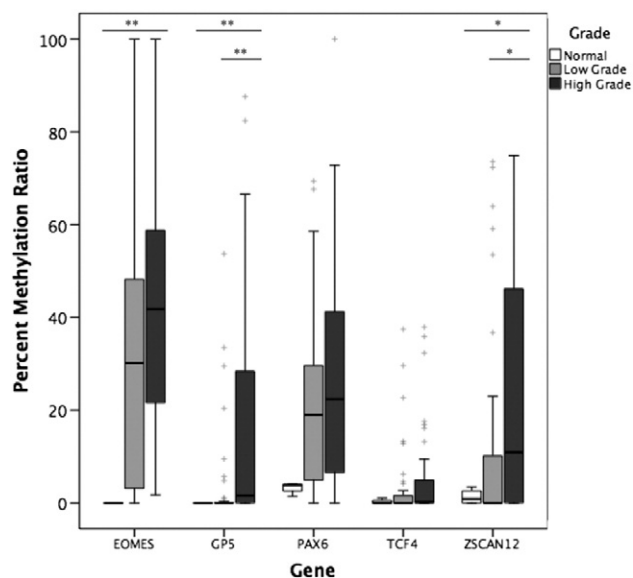 ** ** *
** *
Grade
Normal
Low Grade
High Grade
100
80
60
40
20
0
Percent Methylation Ratio
EOMES GP5 PAX6 TCF4 ZSCAN12
Gene